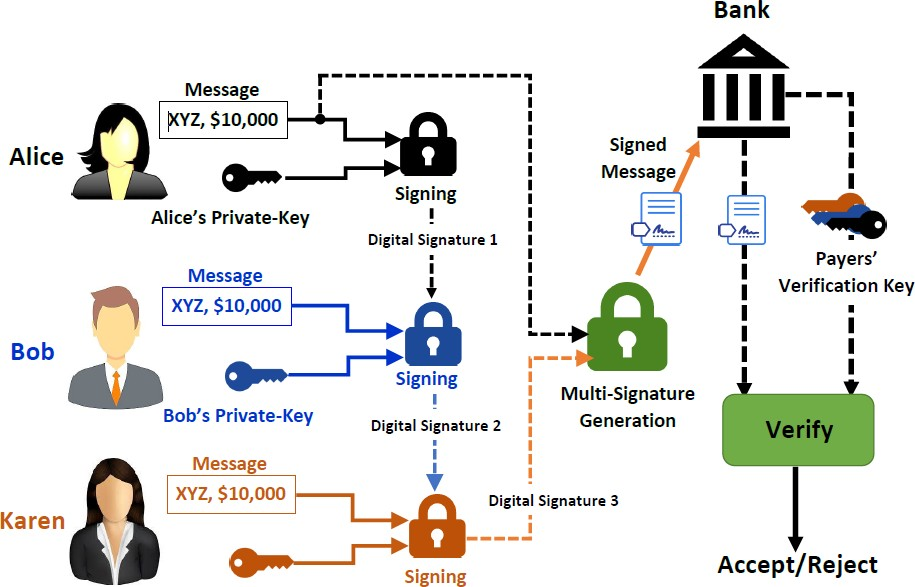 Bank
Message
XYZ, $10,000
Alice
Signing
Alice's Private-Key
Digital Signature 1
Signed
Message
Payers'
Verification Key
Message
XYZ, $10,000
Bob
Signing
Bob's Private-Key
Digital Signature 2
Multi-Signature
Generation
Verify
Message
XYZ, $10,000
Karen
Signing
Digital Signature 3
Accept/Reject